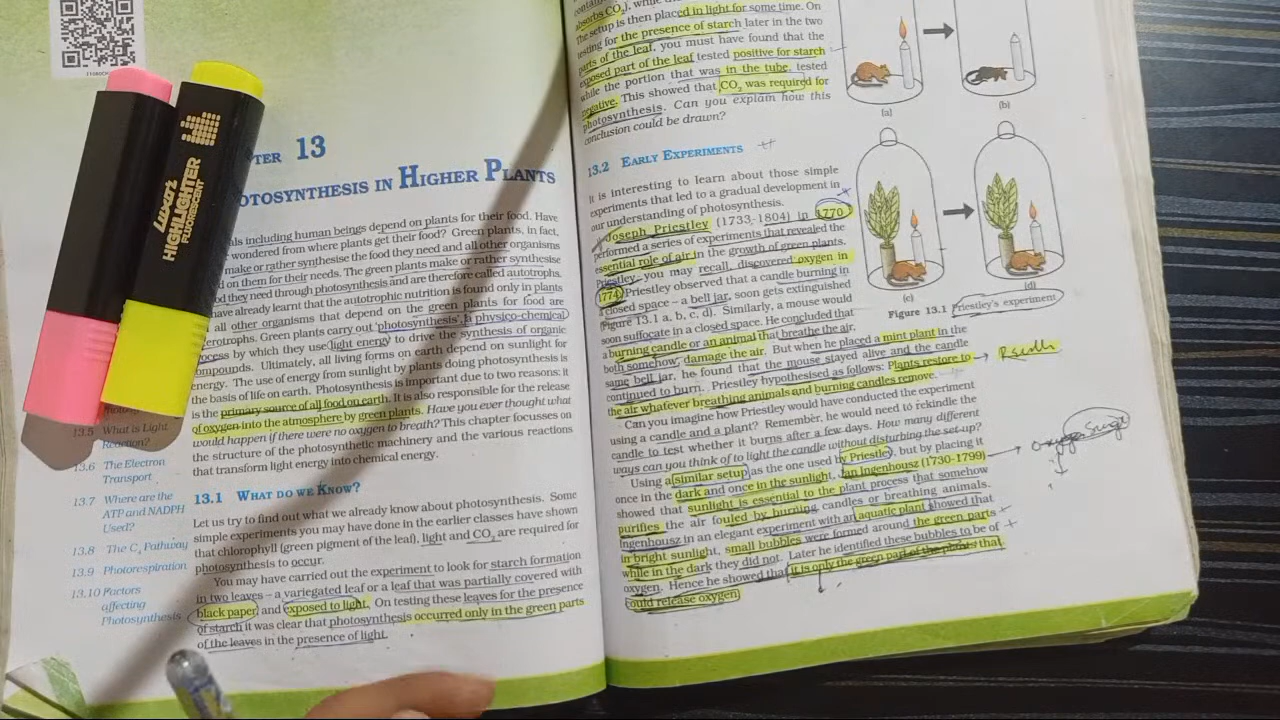 TER 13
OTOSYNTHESIS IN HIGHER PLANTS
als including human beings depend on plants for their food. Have
wondered from where plants get their food? Green plants, in fact,
make or rather synthesise the food they need and all other organisms
d on them for their needs. The green plants make or rather synthesise
od they need through photosynthesis and are therefore called autotrophs.
have already learnt that the autotrophic nutrition is found only in plants
all other organisms that depend on the green plants for food are
erotrophs. Green plants carry out 'photosynthesis', a physico-chemical
ocess by which they use light energy to drive the synthesis of organic
ompounds. Ultimately, all living forms on earth depend on sunlight for
energy. The use of energy from sunlight by plants doing photosynthesis is
the basis of life on earth. Photosynthesis is important due to two reasons: it
is the primary source of all food on earth. It is also responsible for the release
of oxygen into the atmosphere by green plants. Have you ever thought what
would happen if there were no oxygen to breath? This chapter focusses on
the structure of the photosynthetic machinery and the various reactions
that transform light energy into chemical energy.
13.5 What is Light
Reaction?
13.6 The Electron
Transport
13.7 Where are the
ATP and NADPH
Used?
13.8 The C4 Pathway
13.9 Photorespiration
13.10 Factors
affecting
Photosynthesis
13.1 WHAT DO WE KNOW?
Let us try to find out what we already know about photosynthesis. Some
simple experiments you may have done in the earlier classes have shown
that chlorophyll (green pigment of the leaf), light and CO2 are required for
photosynthesis to occur.
You may have carried out the experiment to look for starch formation
in two leaves – a variegated leaf or a leaf that was partially covered with
black paper, and exposed to light. On testing these leaves for the presence
of starch it was clear that photosynthesis occurred only in the green parts
of the leaves in the presence of light.
Luxor
HIGHLIGHTER
FLUORESCENT
absorbs CO2), while the
The setup is then placed in light for some time. On
testing for the presence of starch later in the two
parts of the leaf, you must have found that the
exposed part of the leaf tested positive for starch
while the portion that was in the tube, tested
negative. This showed that CO2 was required for
photosynthesis. Can you explain how this
conclusion could be drawn?
13.2 EARLY EXPERIMENTS
It is interesting to learn about those simple
experiments that led to a gradual development in
our understanding of photosynthesis.
Joseph Priestley (1733-1804) in 1770
performed a series of experiments that revealed the
essential role of air in the growth of green plants.
Priestley, you may recall, discovered oxygen in
1774. Priestley observed that a candle burning in
a closed space – a bell jar, soon gets extinguished
(Figure 13.1 a, b, c, d). Similarly, a mouse would
soon suffocate in a closed space. He concluded that
a burning candle or an animal that breathe the air,
both somehow, damage the air. But when he placed a mint plant in the
same bell jar, he found that the mouse stayed alive and the candle
continued to burn. Priestley hypothesised as follows: Plants restore to
the air whatever breathing animals and burning candles remove.
Can you imagine how Priestley would have conducted the experiment
using a candle and a plant? Remember, he would need to rekindle the
candle to test whether it burns after a few days. How many different
ways can you think of to light the candle without disturbing the set-up?
Using a similar setup as the one used by Priestley, but by placing it
once in the dark and once in the sunlight, Jan Ingenhousz (1730-1799)
showed that sunlight is essential to the plant process that somehow
purifies the air fouled by burning candles or breathing animals.
Ingenhousz in an elegant experiment with an aquatic plant showed that
in bright sunlight, small bubbles were formed around the green parts
while in the dark they did not. Later he identified these bubbles to be of
oxygen. Hence he showed that it is only the green part of the plants that
could release oxygen.
(a)
(b)
(c)
(d)
Figure 13.1 Priestley's experiment